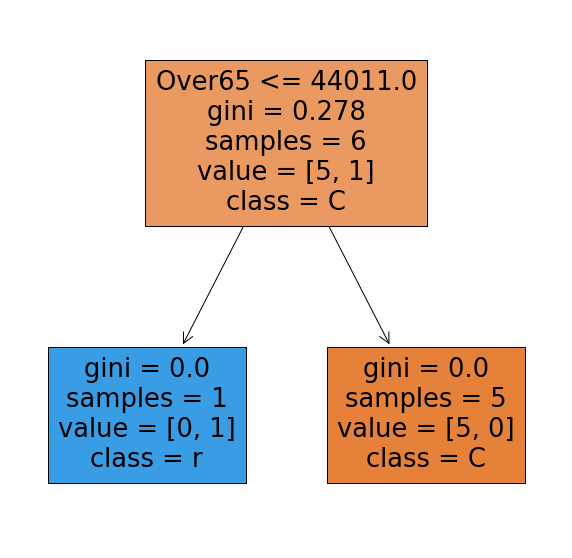 Over65 <= 44011.0
gini = 0.278
samples = 6
value = [5, 1]
class = C
gini = 0.0
samples = 1
value = [0, 1]
class = r
gini = 0.0
samples = 5
value = [5, 0]
class = C